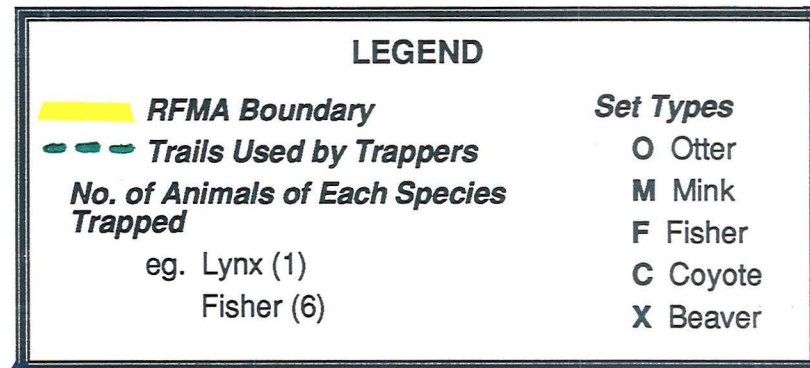 LEGEND
RFMA Boundary
Trails Used by Trappers
No. of Animals of Each Species
Trapped
eg. Lynx (1)
Fisher (6)
Set Types
O Otter
M Mink
F Fisher
C Coyote
X Beaver